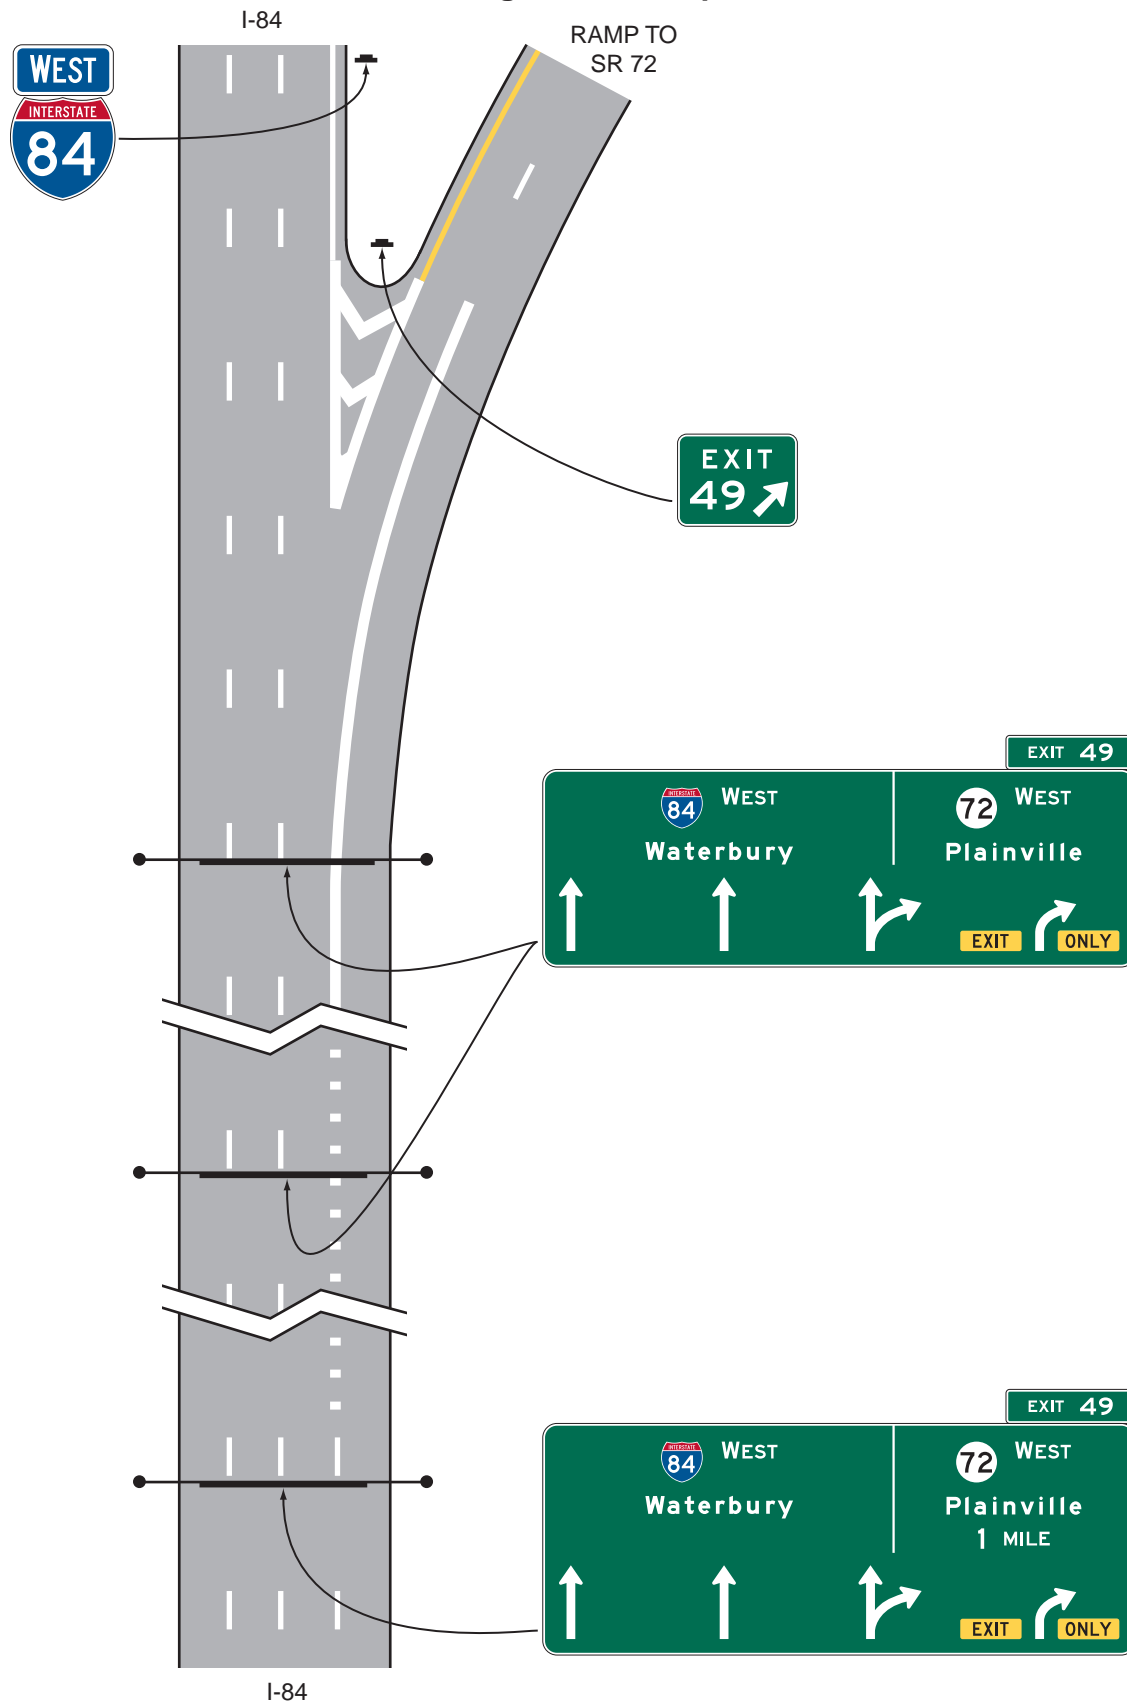 I-84
RAMP TO
SR 72
WEST
INTERSTATE
84
EXIT
49
EXIT 49
INTERSTATE
84
WEST
72
WEST
Waterbury
Plainville
EXIT
ONLY
EXIT 49
INTERSTATE
84
WEST
72
WEST
Waterbury
Plainville
1 MILE
EXIT
ONLY
I-84